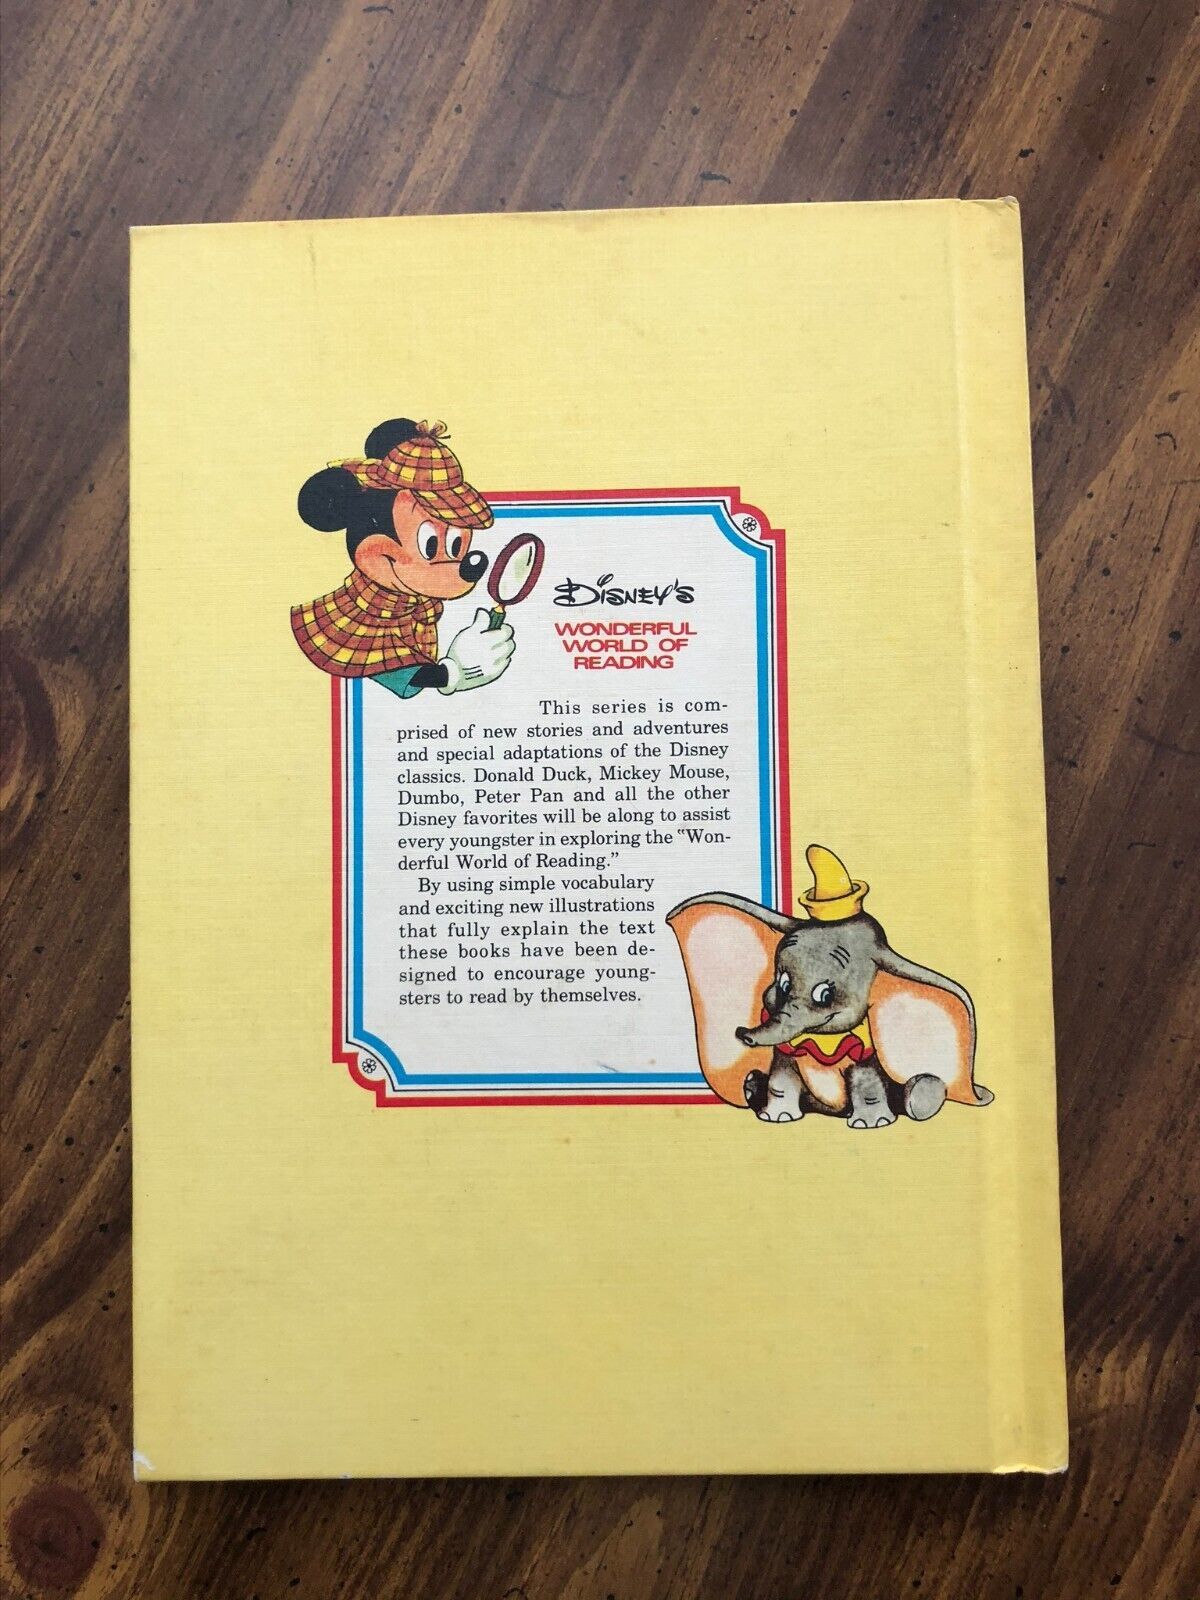 Disney's
WONDERFUL
WORLD OF
READING
This series is com-
prised of new stories and adventures
and special adaptations of the Disney
classics. Donald Duck, Mickey Mouse,
Dumbo, Peter Pan and all the other
Disney favorites will be along to assist
every youngster in exploring the "Won-
derful World of Reading."
By using simple vocabulary
and exciting new illustrations
that fully explain the text
these books have been de-
signed to encourage young-
sters to read by themselves.